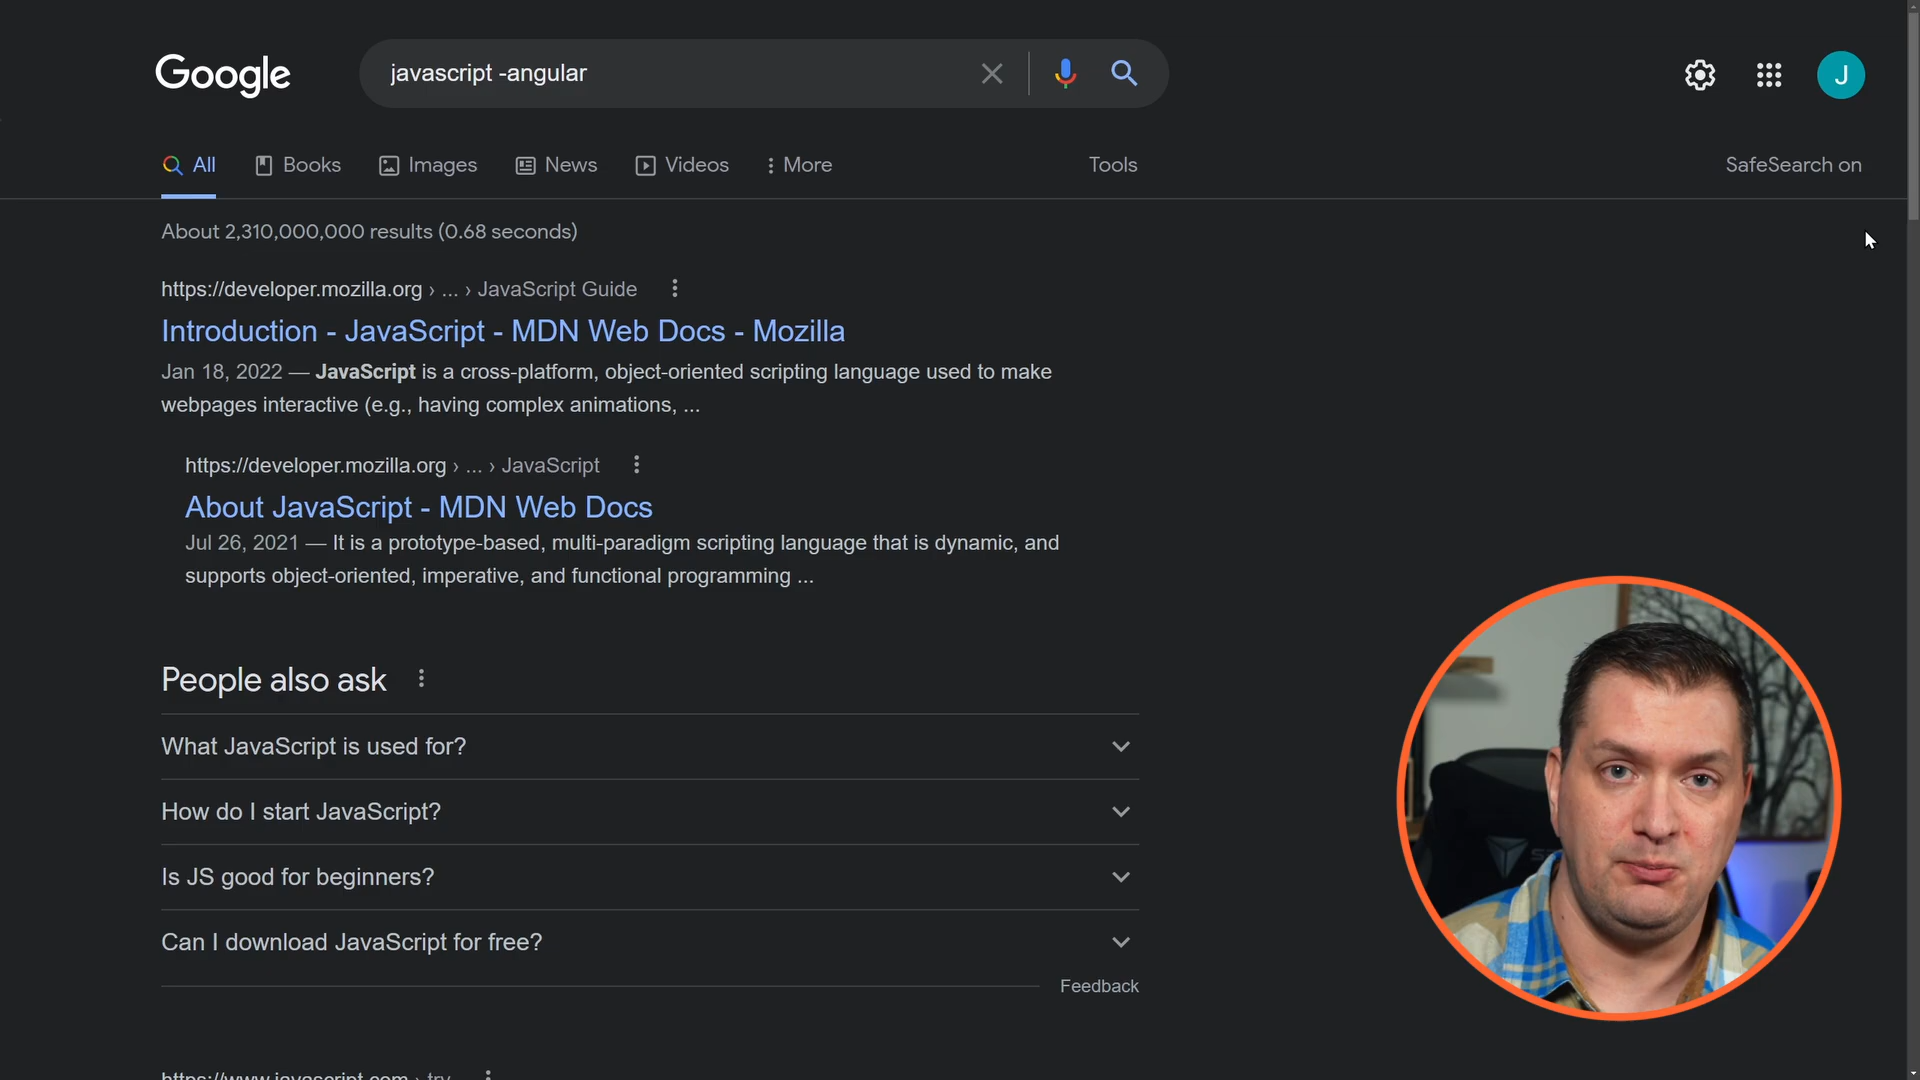 Google
javascript -angular
J
All
Books
Images
News
Videos
More
Tools
SafeSearch on
About 2,310,000,000 results (0.68 seconds)
https://developer.mozilla.org › ... › JavaScript Guide
Introduction - JavaScript - MDN Web Docs - Mozilla
Jan 18, 2022 — JavaScript is a cross-platform, object-oriented scripting language used to make
webpages interactive (e.g., having complex animations, ...
https://developer.mozilla.org › ... › JavaScript
About JavaScript - MDN Web Docs
Jul 26, 2021 — It is a prototype-based, multi-paradigm scripting language that is dynamic, and
supports object-oriented, imperative, and functional programming ...
People also ask
What JavaScript is used for?
How do I start JavaScript?
Is JS good for beginners?
Can I download JavaScript for free?
Feedback
https://www.javascript.com › try